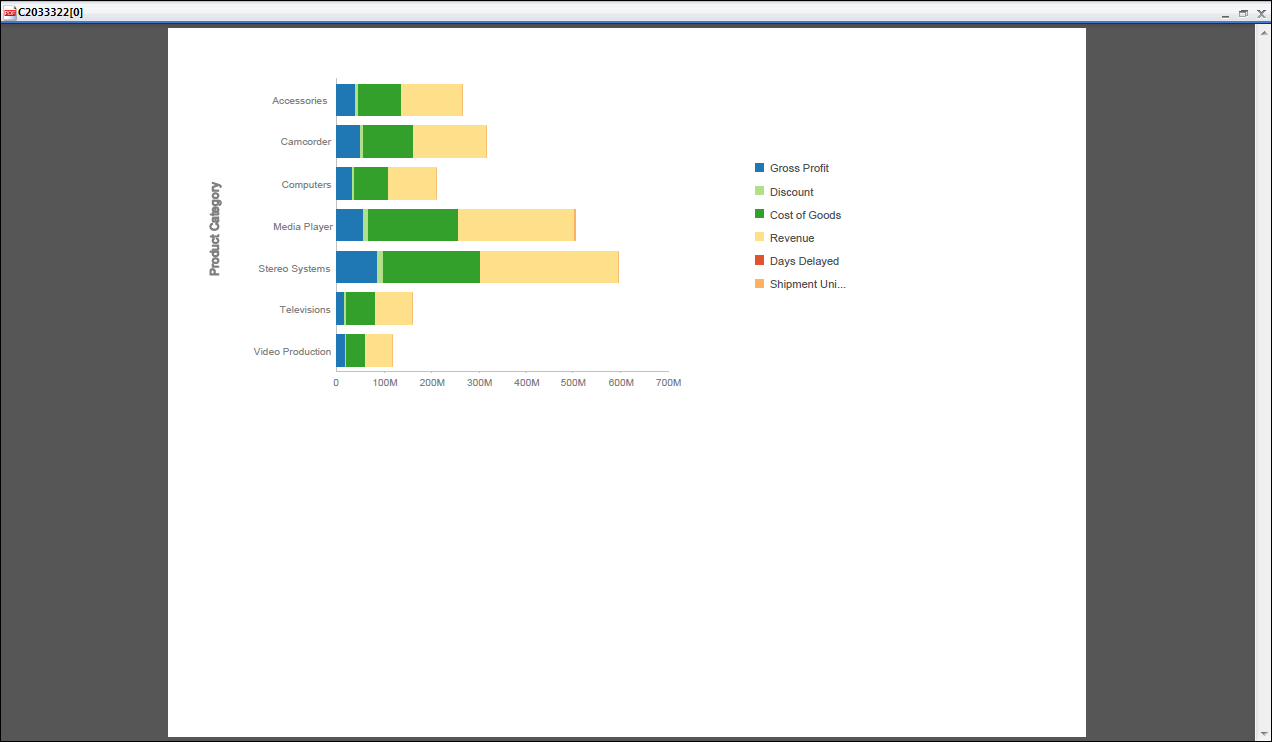 C2033322[0]
Product Category
Accessories
Camcorder
Computers
Media Player
Stereo Systems
Televisions
Video Production
0 100M 200M 300M 400M 500M 600M 700M
Gross Profit
Discount
Cost of Goods
Revenue
Days Delayed
Shipment Uni...